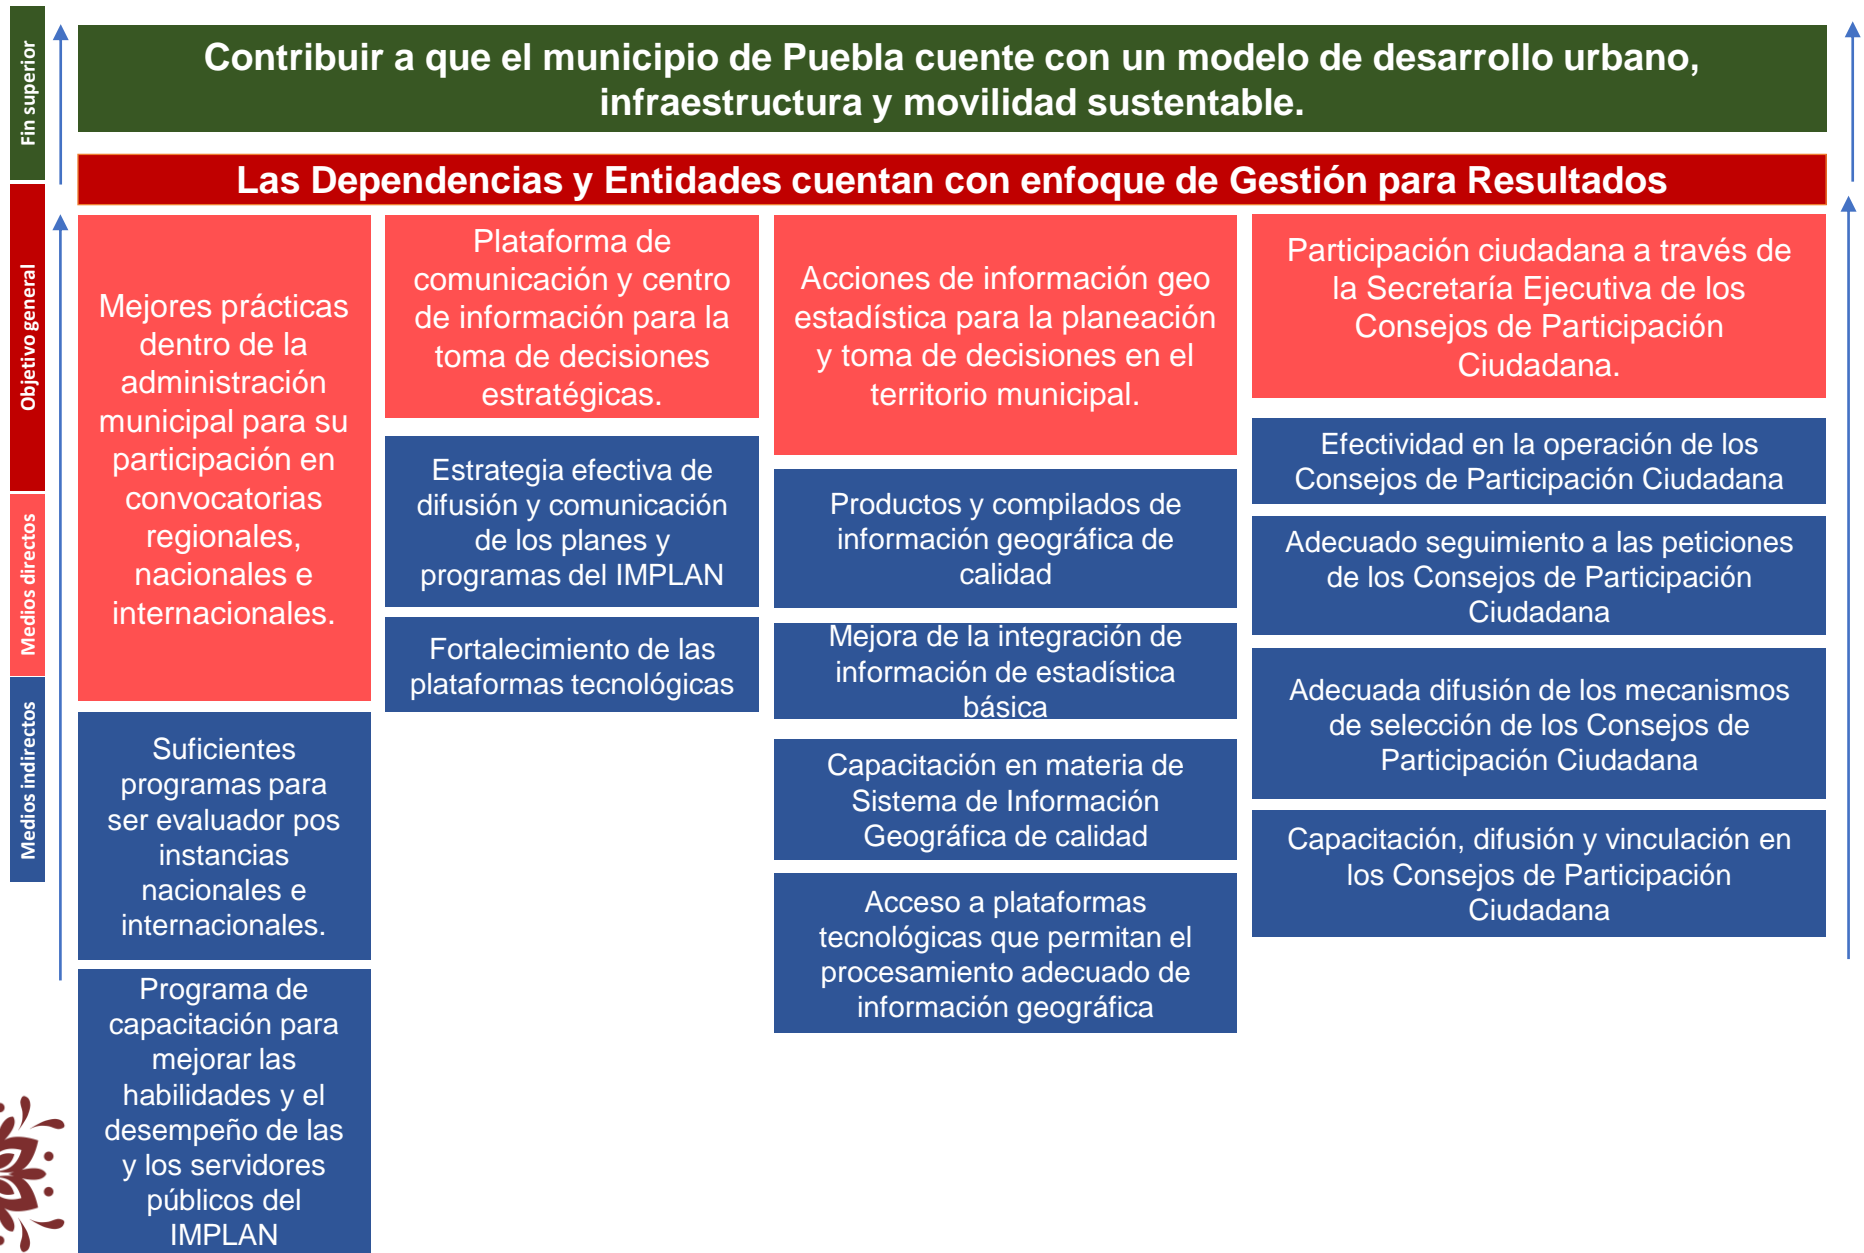 Fin superior
Contribuir a que el municipio de Puebla cuente con un modelo de desarrollo urbano,
infraestructura y movilidad sustentable.
Objetivo general
Las Dependencias y Entidades cuentan con enfoque de Gestión para Resultados
Medios directos
Medios indirectos
Mejores prácticas
dentro de la
administración
municipal para su
participación en
convocatorias
regionales,
nacionales e
internacionales.
Suficientes
programas para
ser evaluador pos
instancias
nacionales e
internacionales.
Programa de
capacitación para
mejorar las
habilidades y el
desempeño de las
y los servidores
públicos del
IMPLAN
Plataforma de
comunicación y centro
de información para la
toma de decisiones
estratégicas.
Estrategia efectiva de
difusión y comunicación
de los planes y
programas del IMPLAN
Fortalecimiento de las
plataformas tecnológicas
Acciones de información geo
estadística para la planeación
y toma de decisiones en el
territorio municipal.
Productos y compilados de
información geográfica de
calidad
Mejora de la integración de
información de estadística
básica
Capacitación en materia de
Sistema de Información
Geográfica de calidad
Acceso a plataformas
tecnológicas que permitan el
procesamiento adecuado de
información geográfica
Participación ciudadana a través de
la Secretaría Ejecutiva de los
Consejos de Participación
Ciudadana.
Efectividad en la operación de los
Consejos de Participación Ciudadana
Adecuado seguimiento a las peticiones
de los Consejos de Participación
Ciudadana
Adecuada difusión de los mecanismos
de selección de los Consejos de
Participación Ciudadana
Capacitación, difusión y vinculación en
los Consejos de Participación
Ciudadana